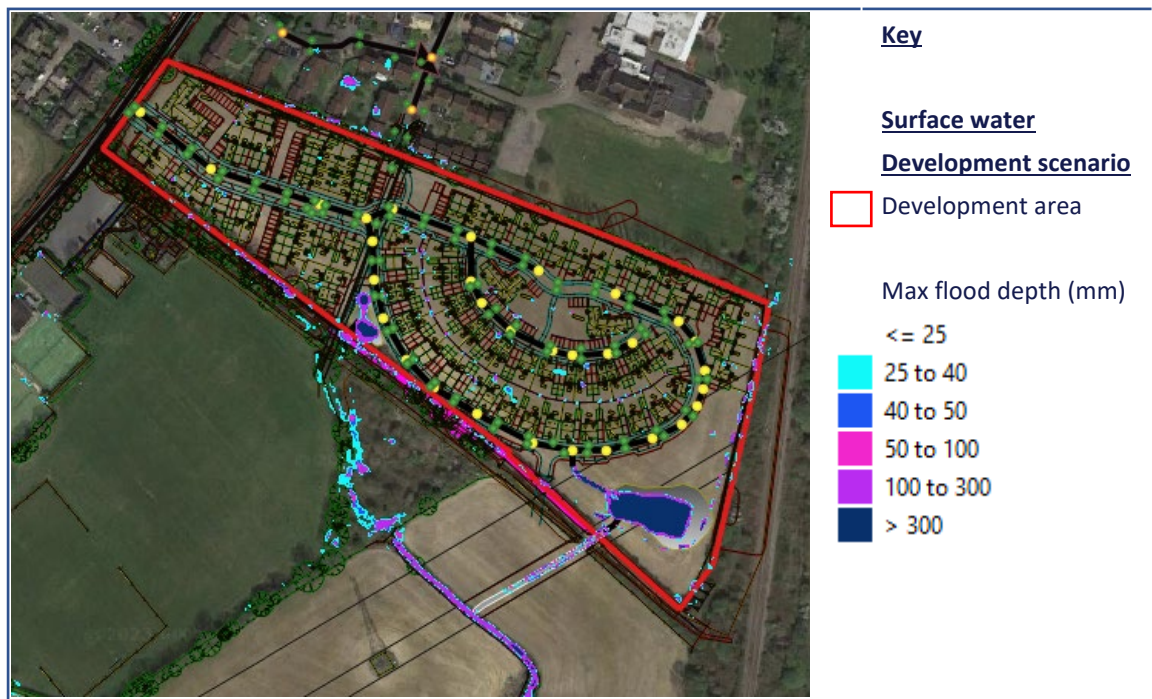 Key
Surface water
Development scenario
Development area
Max flood depth (mm)
<= 25
25 to 40
40 to 50
50 to 100
100 to 300
> 300